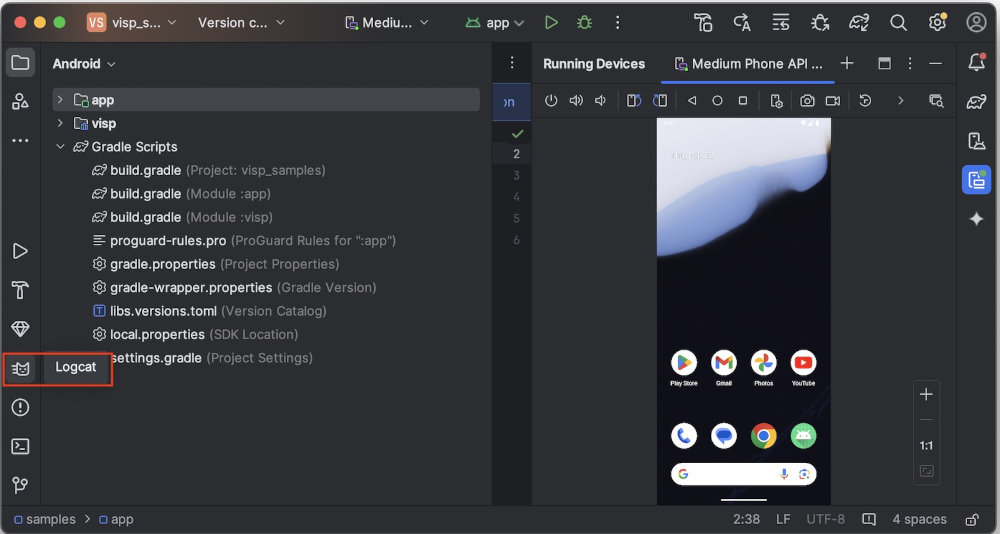 VS visp_s... Version c... Medium... app
Android
Running Devices Medium Phone API ...
app
on
visp
Gradle Scripts
2
build.gradle (Project: visp_samples)
3
build.gradle (Module :app)
4
build.gradle (Module :visp)
5
proguard-rules.pro (ProGuard Rules for ":app")
6
gradle.properties (Project Properties)
gradle-wrapper.properties (Gradle Version)
libs.versions.toml (Version Catalog)
local.properties (SDK Location)
settings.gradle (Project Settings)
Logcat
Play Store Gmail Photos YouTube
1:1
samples > app
2:38 LF UTF-8 4 spaces